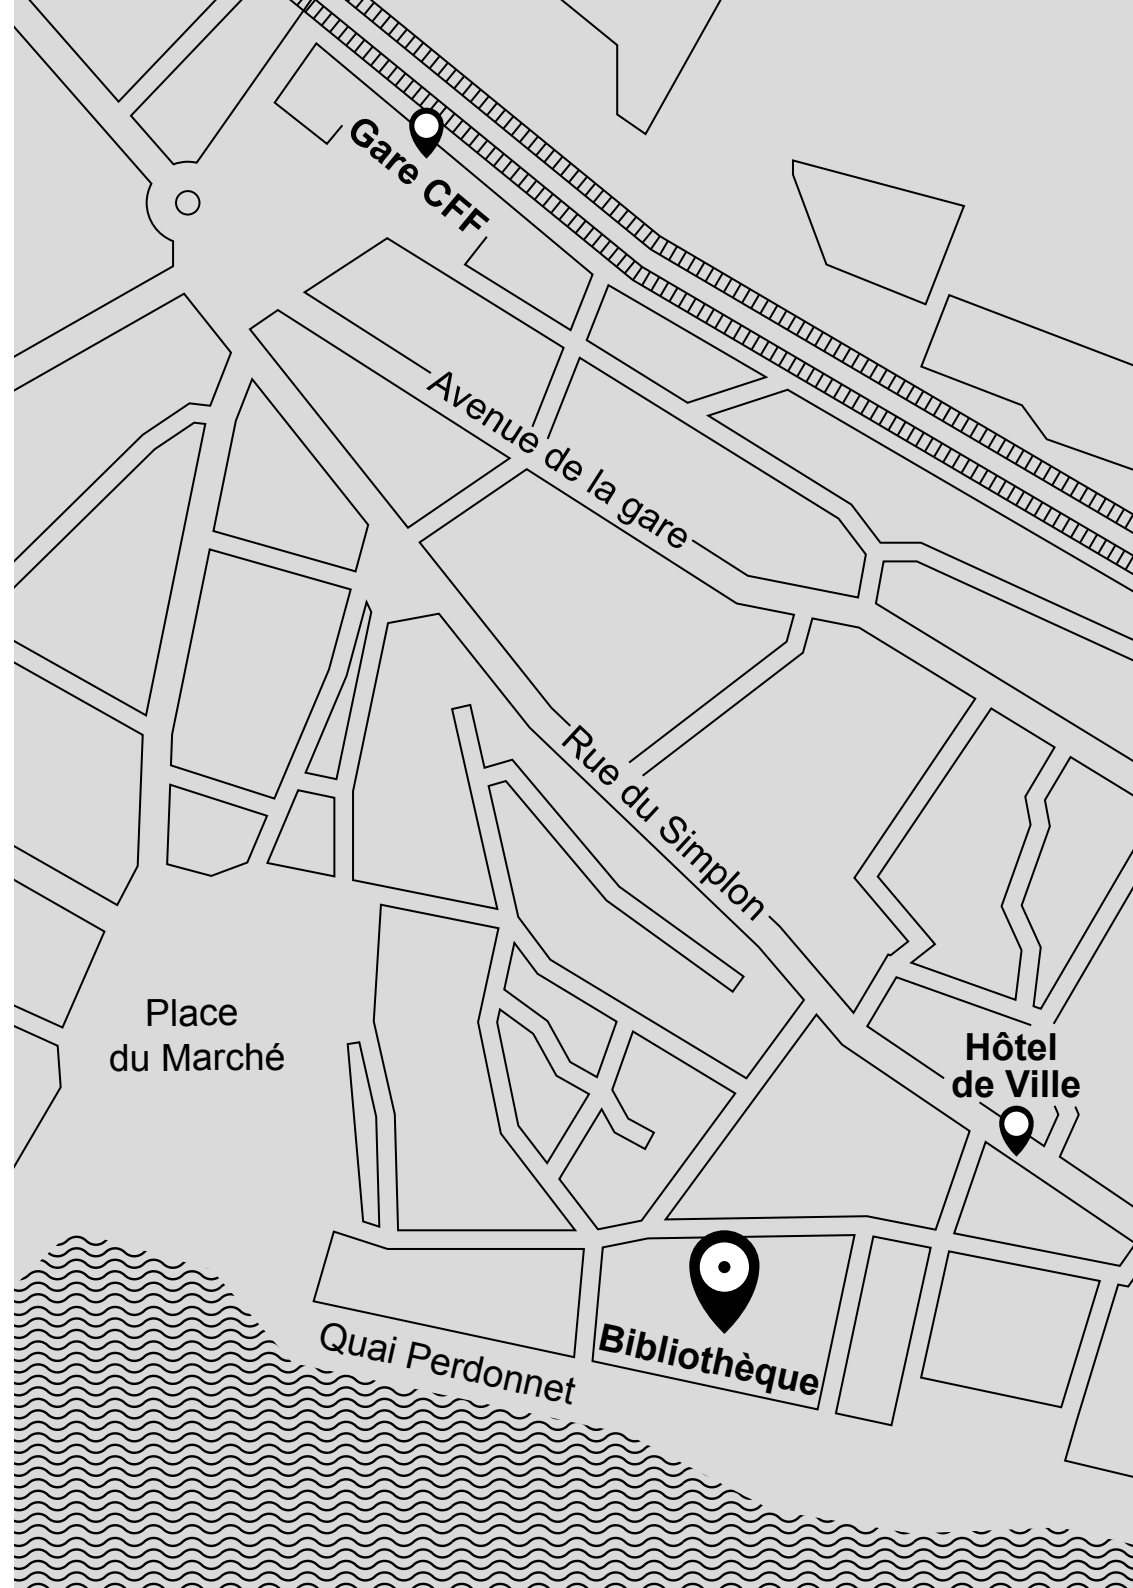 Gare CFF
Avenue de la gare
Rue du Simplon
Place
du Marché
Hôtel
de Ville
Bibliothèque
Quai Perdonnet